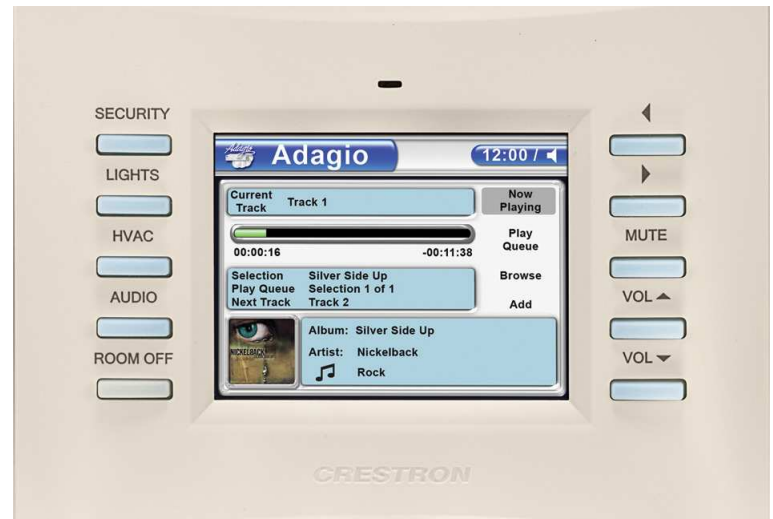 SECURITY
LIGHTS
HVAC
AUDIO
ROOM OFF
Adagio
Adagio
12:00 /
Current
Track
Track 1
Now
Playing
00:00:16
-00:11:38
Play
Queue
Selection Silver Side Up
Play Queue Selection 1 of 1
Next Track Track 2
Browse
Add
NICKELBACK
Album: Silver Side Up
Artist: Nickelback
Rock
MUTE
VOL
VOL
CRESTRON